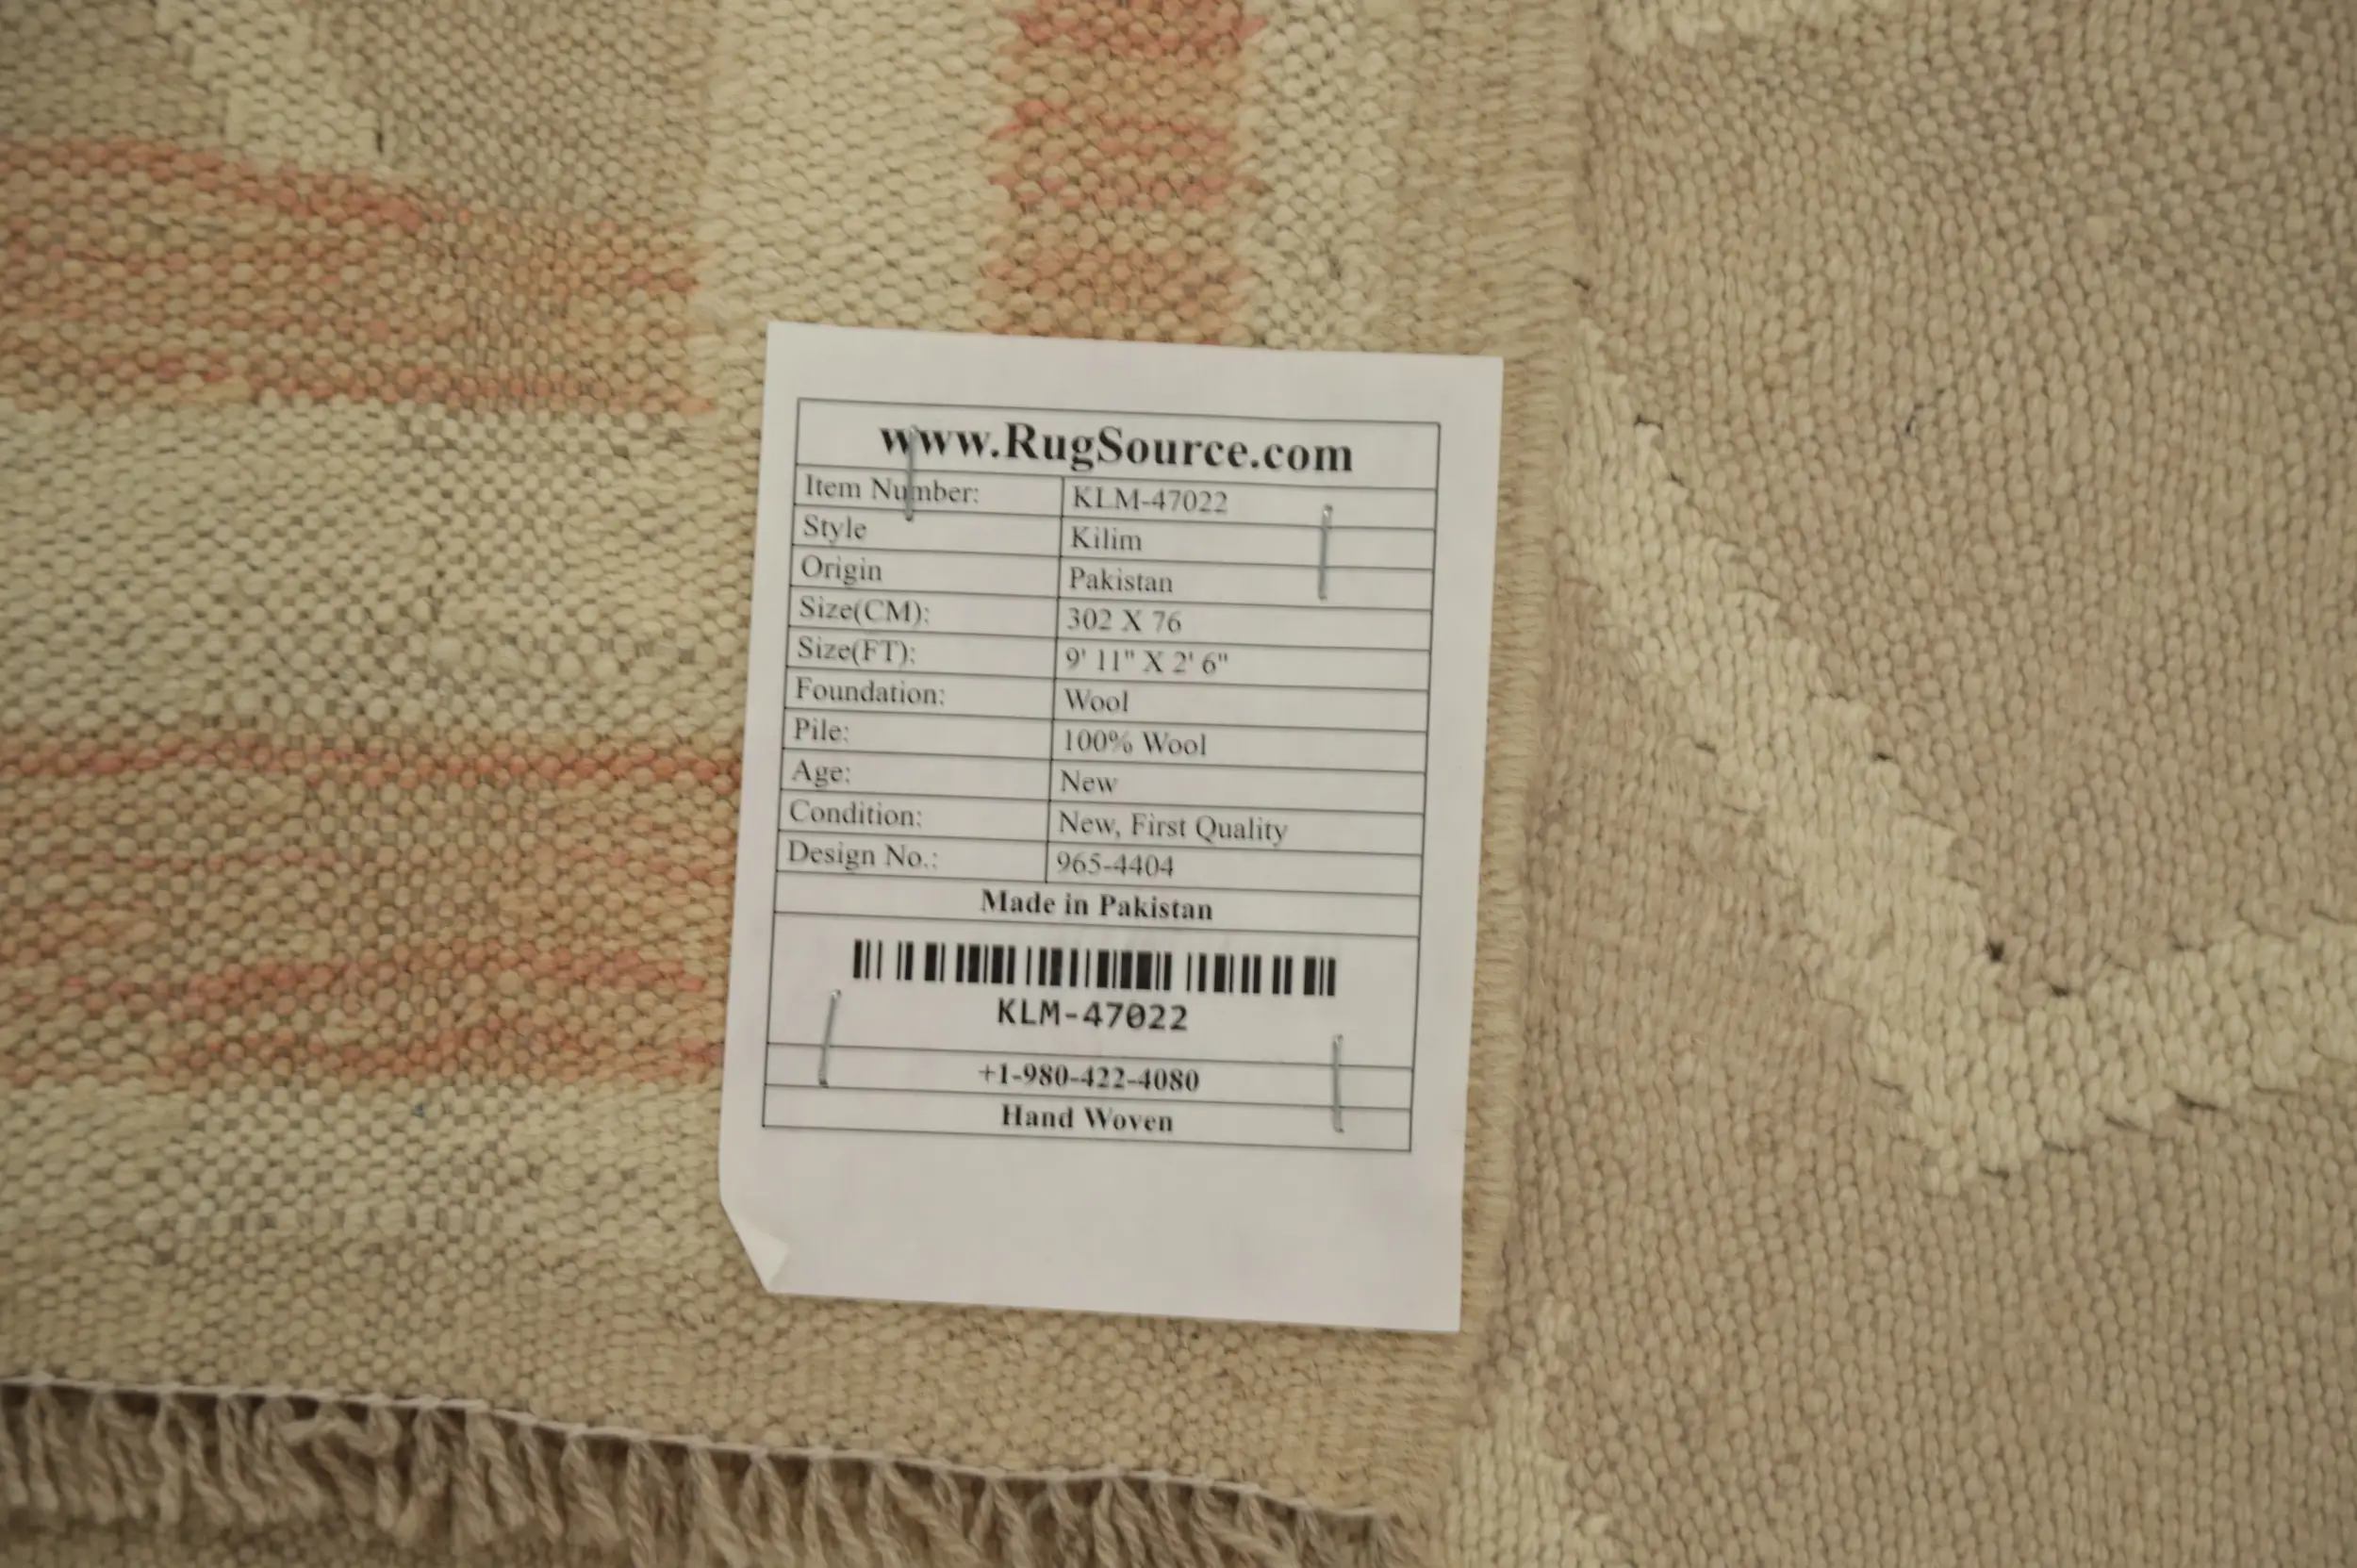 www.RugSource.com
Item Number: KLM-47022
Style Kilim
Origin Pakistan
Size(CM): 302 X 76
Size(FT): 9' 11" X 2' 6"
Foundation: Wool
Pile: 100% Wool
Age: New
Condition: New, First Quality
Design No.: 965-4404
Made in Pakistan
KLM-47022
+1-980-422-4080
Hand Woven